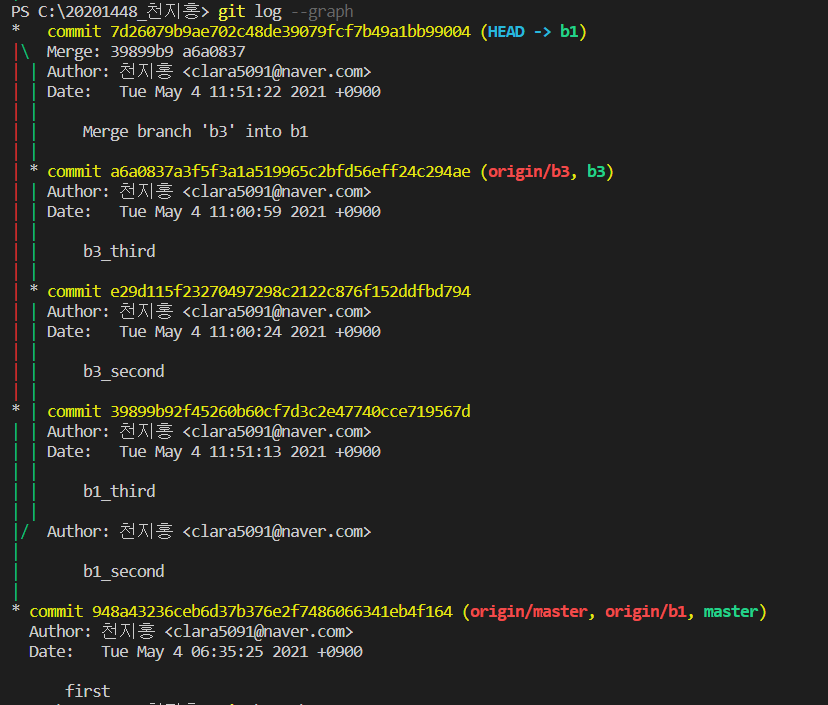 PS C:\20201448_천지홍> git log --graph
*   commit 7d26079b9ae702c48de39079fcf7b49a1bb99004 (HEAD -> b1)
|\  Merge: 39899b9 a6a0837
| | Author: 천지홍 <clara5091@naver.com>
| | Date:   Tue May 4 11:51:22 2021 +0900
| |
| |     Merge branch 'b3' into b1
| |
| * commit a6a0837a3f5f3a1a519965c2bfd56eff24c294ae (origin/b3, b3)
| | Author: 천지홍 <clara5091@naver.com>
| | Date:   Tue May 4 11:00:59 2021 +0900
| |
| |     b3_third
| |
| * commit e29d115f23270497298c2122c876f152ddfbd794
| | Author: 천지홍 <clara5091@naver.com>
| | Date:   Tue May 4 11:00:24 2021 +0900
| |
| |     b3_second
| |
* | commit 39899b92f45260b60cf7d3c2e47740cce719567d
| | Author: 천지홍 <clara5091@naver.com>
| | Date:   Tue May 4 11:51:13 2021 +0900
| |
| |     b1_third
| |
|/  Author: 천지홍 <clara5091@naver.com>
|
|       b1_second
|
* commit 948a43236ceb6d37b376e2f7486066341eb4f164 (origin/master, origin/b1, master)
  Author: 천지홍 <clara5091@naver.com>
  Date:   Tue May 4 06:35:25 2021 +0900

      first